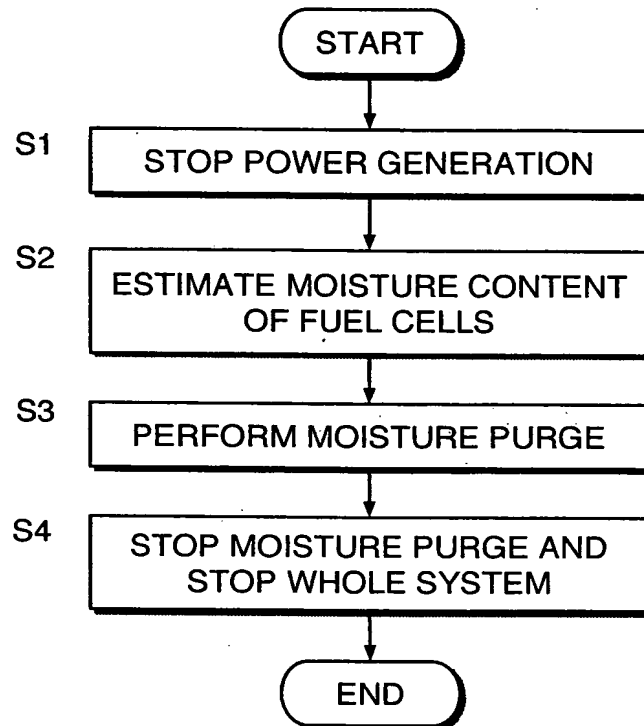 START
S1
STOP POWER GENERATION
S2
ESTIMATE MOISTURE CONTENT
OF FUEL CELLS
S3
PERFORM MOISTURE PURGE
S4
STOP MOISTURE PURGE AND
STOP WHOLE SYSTEM
END